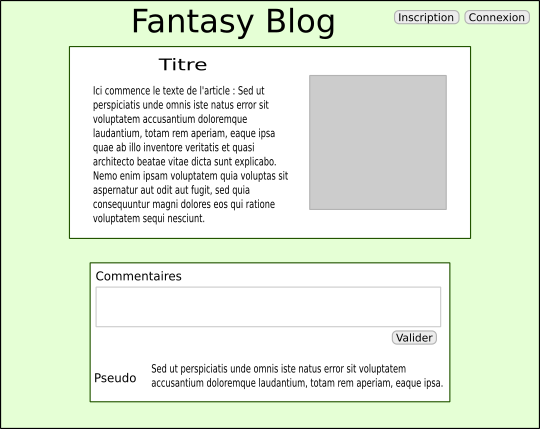 Fantasy Blog
Inscription
Connexion
Titre
Ici commence le texte de l'article : Sed ut
perspiciatis unde omnis iste natus error sit
voluptatem accusantium doloremque
laudantium, totam rem aperiam, eaque ipsa
quae ab illo inventore veritatis et quasi
architecto beatae vitae dicta sunt explicabo.
Nemo enim ipsam voluptatem quia voluptas sit
aspernatur aut odit aut fugit, sed quia
consequuntur magni dolores eos qui ratione
voluptatem sequi nesciunt.
Commentaires
Valider
Pseudo
Sed ut perspiciatis unde omnis iste natus error sit voluptatem
accusantium doloremque laudantium, totam rem aperiam, eaque ipsa.